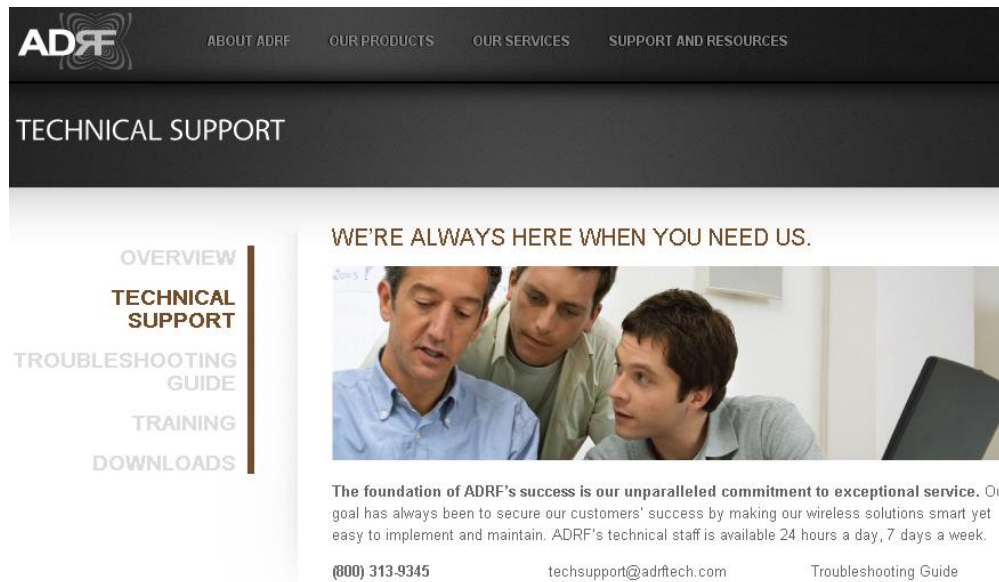 ADRF
ABOUT ADRF OUR PRODUCTS OUR SERVICES SUPPORT AND RESOURCES
TECHNICAL SUPPORT
OVERVIEW
TECHNICAL
SUPPORT
TROUBLESHOOTING
GUIDE
TRAINING
DOWNLOADS
WE'RE ALWAYS HERE WHEN YOU NEED US.
The foundation of ADRF's success is our unparalleled commitment to exceptional service.
goal has always been to secure our customers' success by making our wireless solutions smart yet
easy to implement and maintain. ADRF's technical staff is available 24 hours a day, 7 days a week.
(800) 313-9345 techsupport@adrftech.com Troubleshooting Guide